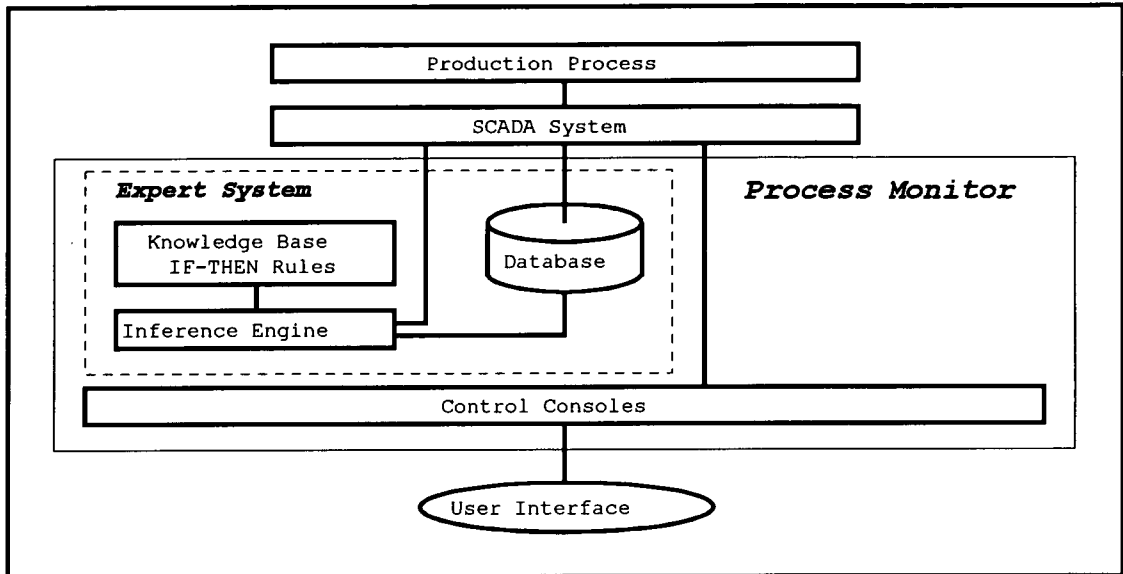 Production Process
SCADA System
Expert System
Process Monitor
Knowledge Base
IF-THEN Rules
Database
Inference Engine
Control Consoles
User Interface